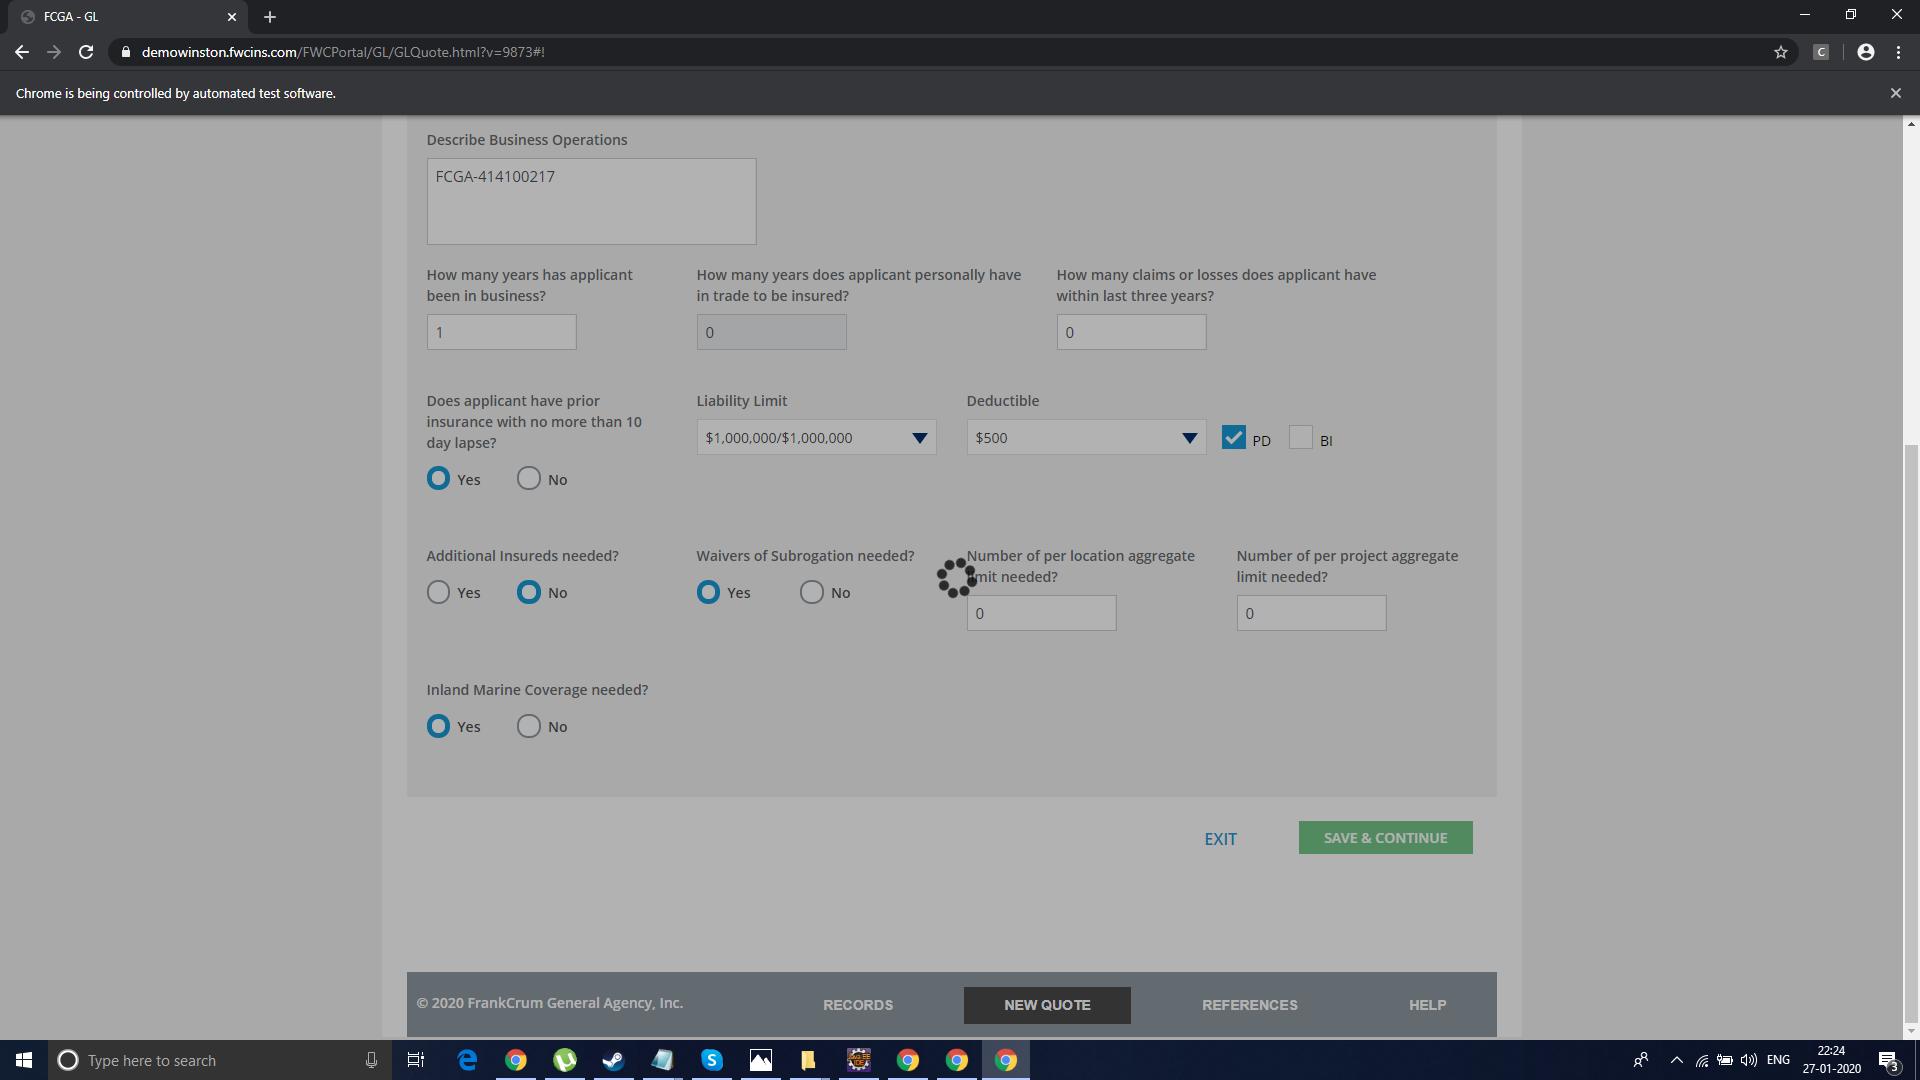 FCGA - GL
demowinston.fwcins.com/FWCPortal/GL/GLQuote.html?v=9873#!
C
Chrome is being controlled by automated test software.
Describe Business Operations
FCGA-414100217
How many years has applicant
been in business?
1
How many years does applicant personally have
in trade to be insured?
0
How many claims or losses does applicant have
within last three years?
0
Does applicant have prior
insurance with no more than 10
day lapse?
Yes No
Liability Limit
$1,000,000/$1,000,000
Deductible
$500
PD BI
Additional Insureds needed?
Yes No
Waivers of Subrogation needed?
Yes No
Number of per location aggregate
limit needed?
0
Number of per project aggregate
limit needed?
0
Inland Marine Coverage needed?
Yes No
EXIT SAVE & CONTINUE
© 2020 FrankCrum General Agency, Inc. RECORDS NEW QUOTE REFERENCES HELP
Type here to search
ENG
22:24
27-01-2020
3